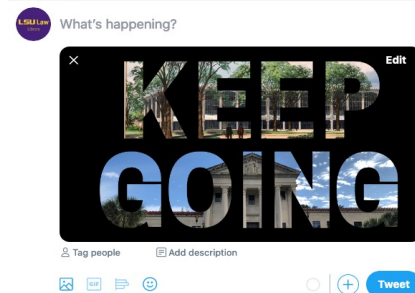 LSU Law
What's happening?
Edit
KEEP
GOING
Tag people
Add description
GIF
Tweet